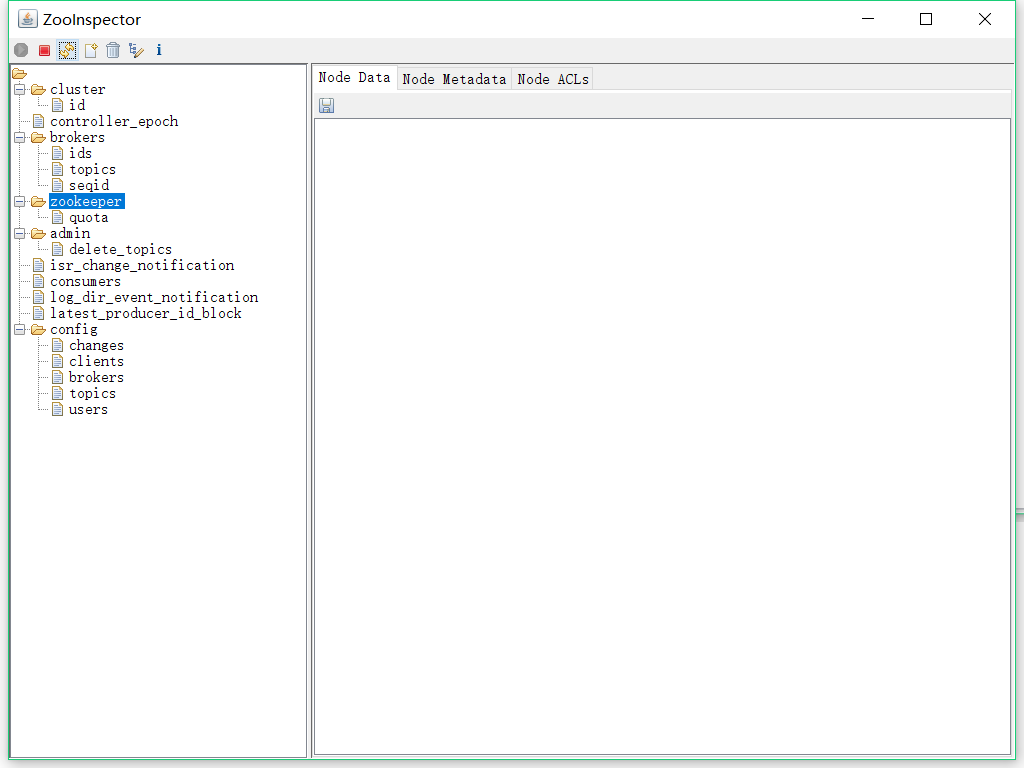 ZooInspector
Node Data Node Metadata Node ACLs
cluster
id
controller_epoch
brokers
ids
topics
seqid
zookeeper
quota
admin
delete_topics
isr_change_notification
consumers
log_dir_event_notification
latest_producer_id_block
config
changes
clients
brokers
topics
users